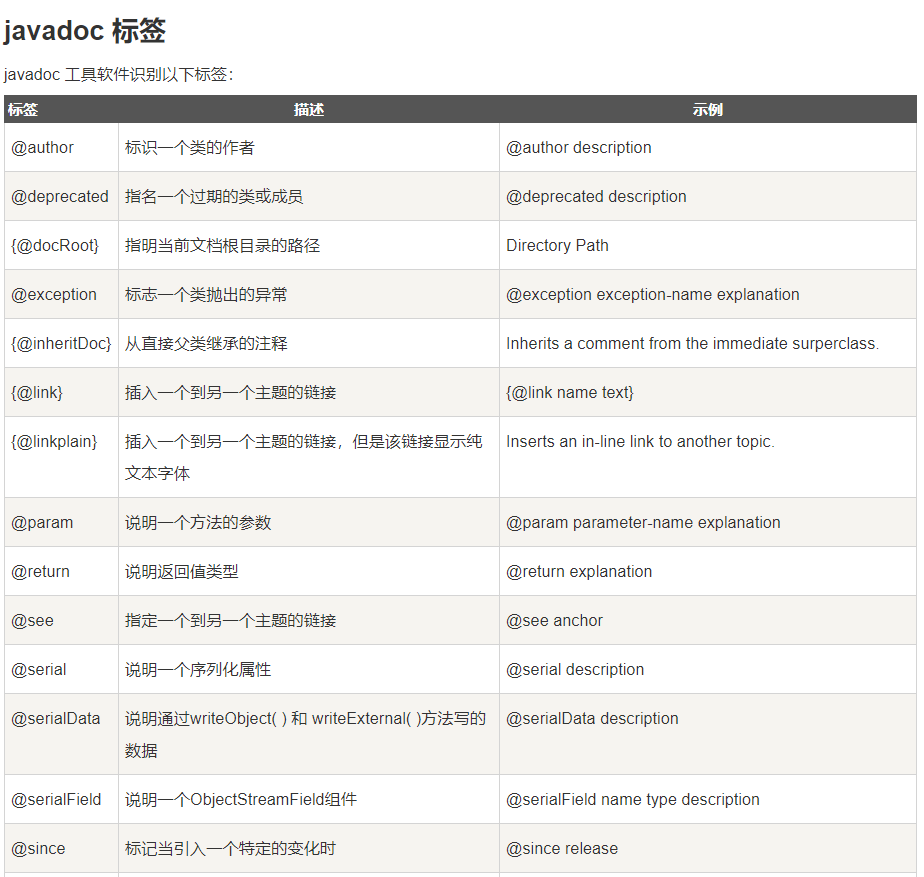 javadoc 标签
javadoc 工具软件识别以下标签：
标签 描述 示例
@author 标识一个类的作者 @author description
@deprecated 指名一个过期的类或成员 @deprecated description
{@docRoot} 指明当前文档根目录的路径 Directory Path
@exception 标志一个类抛出的异常 @exception exception-name explanation
{@inheritDoc} 从直接父类继承的注释 Inherits a comment from the immediate surperclass.
{@link} 插入一个到另一个主题的链接 {@link name text}
{@linkplain} 插入一个到另一个主题的链接，但是该链接显示纯 Inserts an in-line link to another topic.
文本字体
@param 说明一个方法的参数 @param parameter-name explanation
@return 说明返回值类型 @return explanation
@see 指定一个到另一个主题的链接 @see anchor
@serial 说明一个序列化属性 @serial description
@serialData 说明通过writeObject( ) 和 writeExternal( )方法写的 @serialData description
数据
@serialField 说明一个ObjectStreamField组件 @serialField name type description
@since 标记当引入一个特定的变化时 @since release